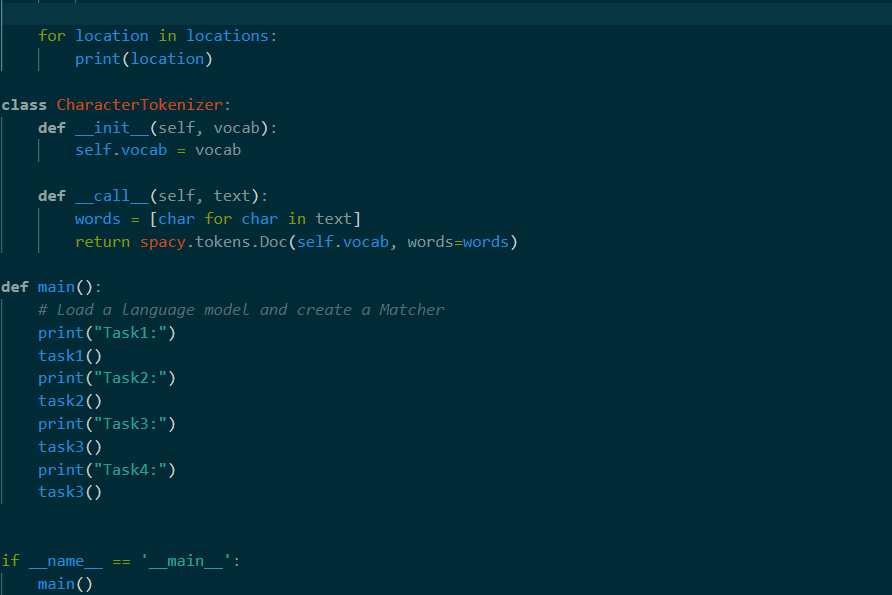 for location in locations:
        print(location)

class CharacterTokenizer:
    def __init__(self, vocab):
        self.vocab = vocab

    def __call__(self, text):
        words = [char for char in text]
        return spacy.tokens.Doc(self.vocab, words=words)

def main():
    # Load a language model and create a Matcher
    print("Task1:")
    task1()
    print("Task2:")
    task2()
    print("Task3:")
    task3()
    print("Task4:")
    task3()


if __name__ == '__main__':
    main()